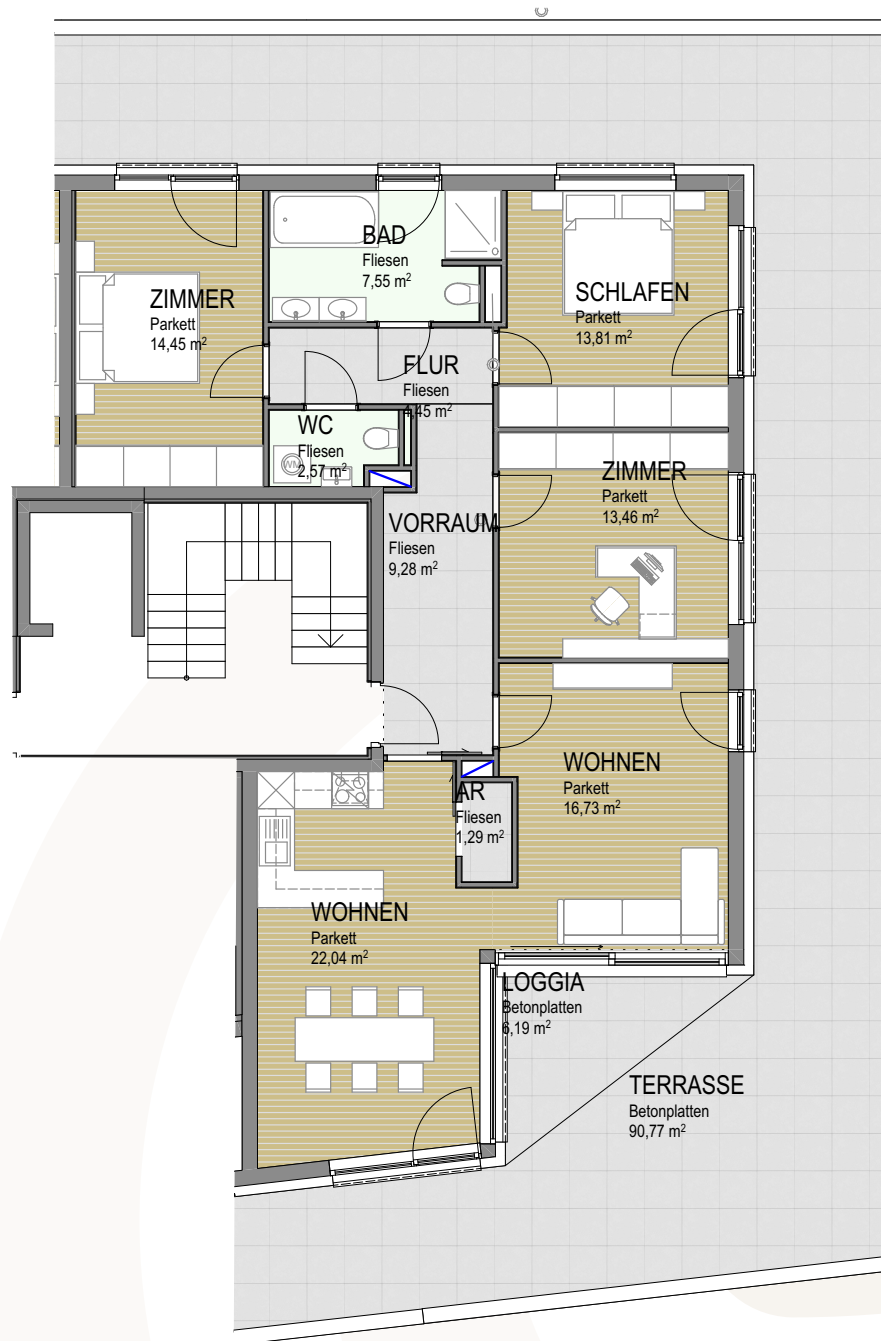 BAD
Fliesen
7,55 m²
ZIMMER
Parkett
14,45 m²
SCHLAFEN
Parkett
13,81 m²
FLUR
Fliesen
4,45 m²
WC
Fliesen
2,57 m²
WM
ZIMMER
Parkett
13,46 m²
VORRAUM
Fliesen
9,28 m²
WOHNEN
Parkett
16,73 m²
AR
Fliesen
1,29 m²
WOHNEN
Parkett
22,04 m²
LOGGIA
Betonplatten
6,19 m²
TERRASSE
Betonplatten
90,77 m²